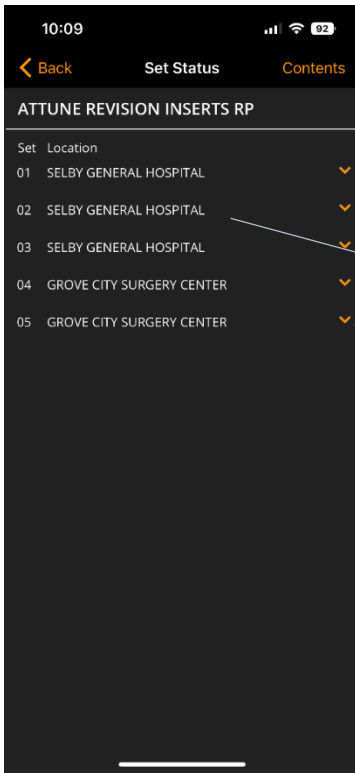 10:09 92
Back Set Status Contents
ATTUNE REVISION INSERTS RP
Set Location
01 SELBY GENERAL HOSPITAL
02 SELBY GENERAL HOSPITAL
03 SELBY GENERAL HOSPITAL
04 GROVE CITY SURGERY CENTER
05 GROVE CITY SURGERY CENTER